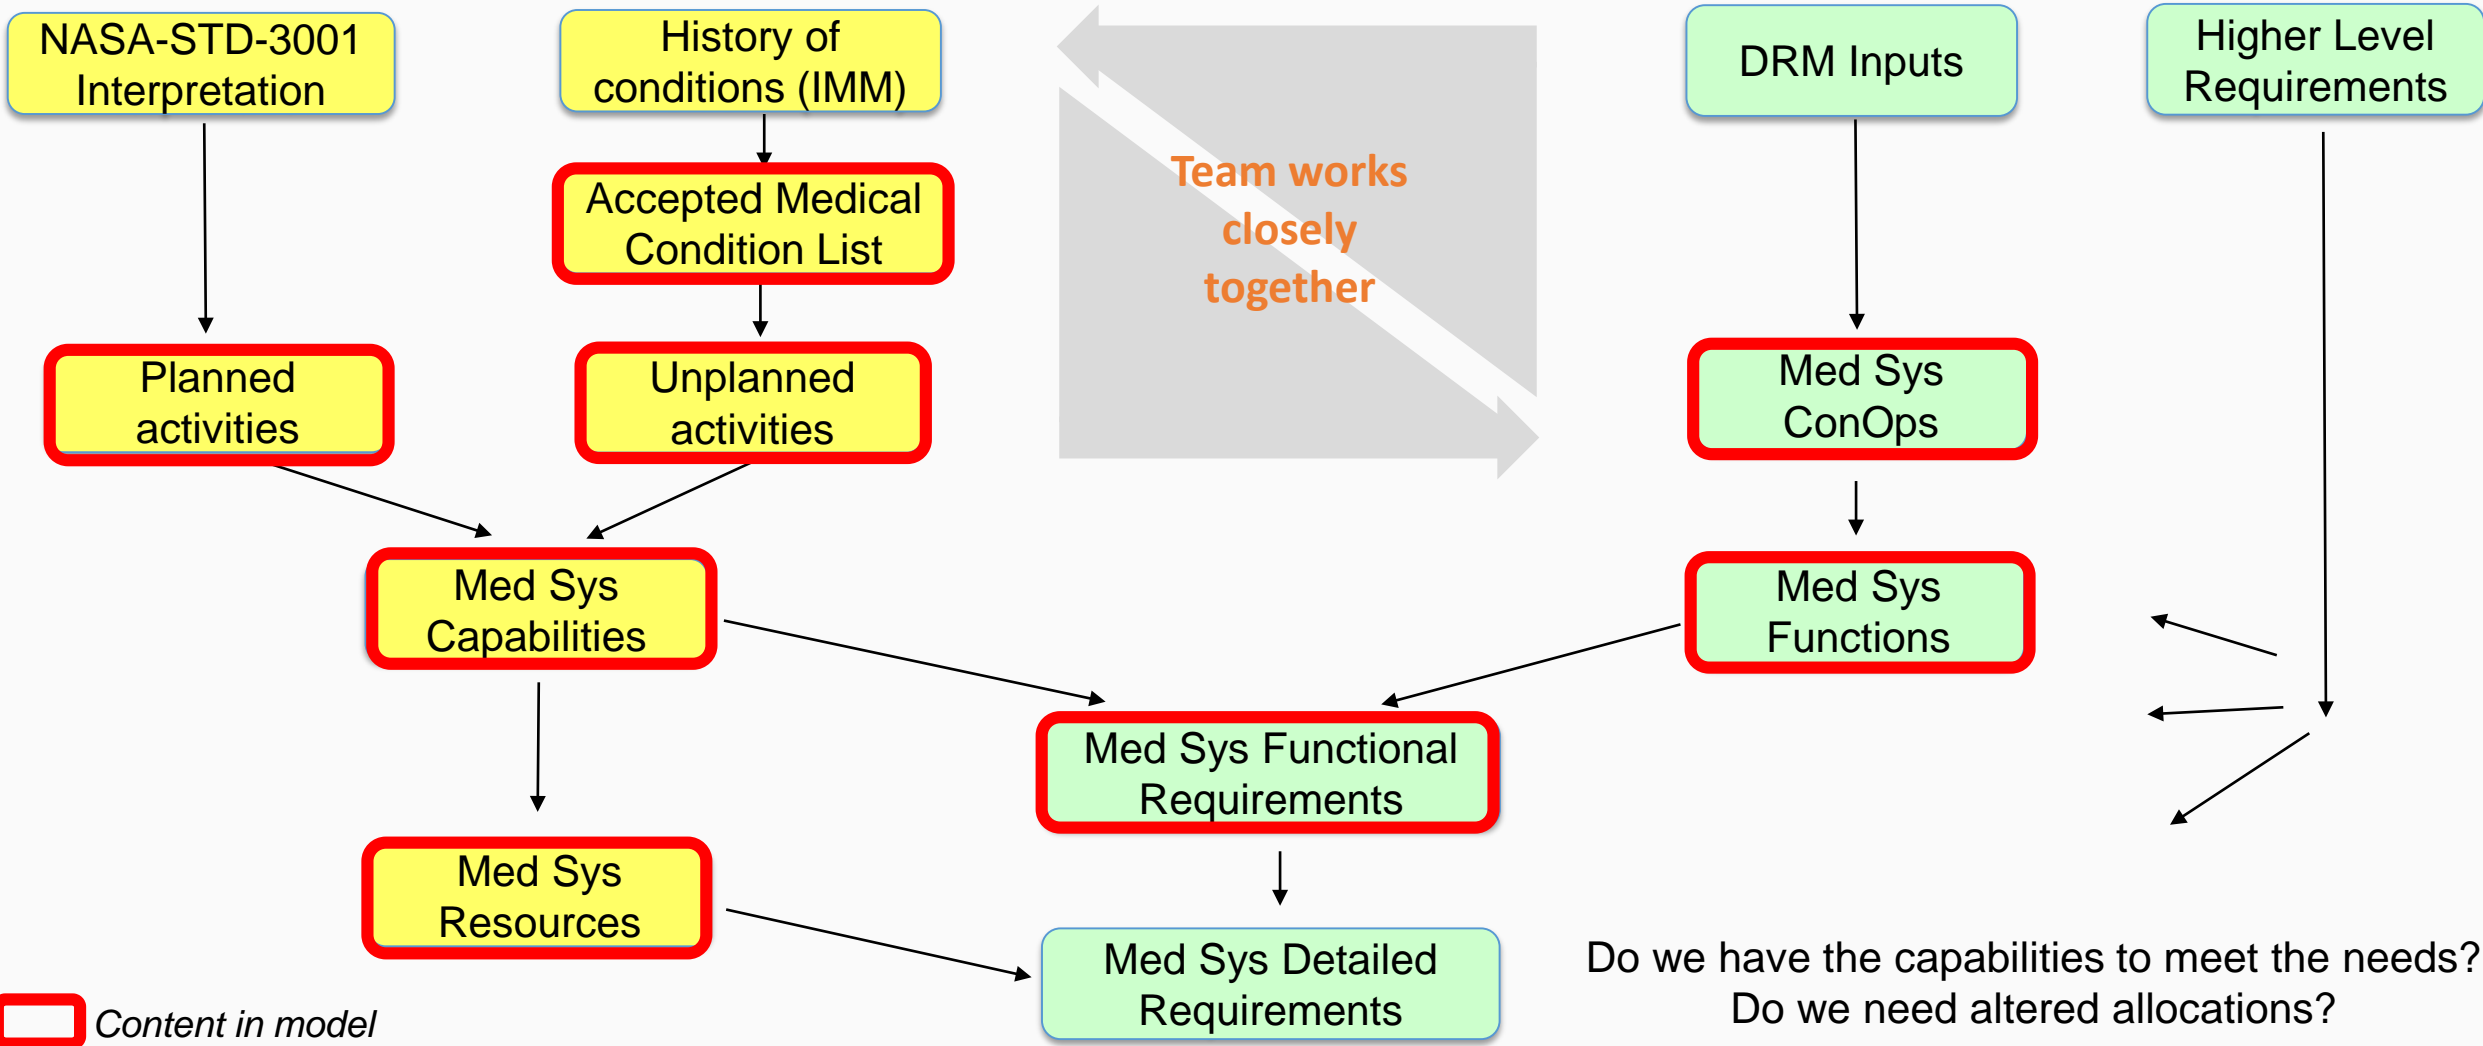 NASA-STD-3001
Interpretation
History of
conditions (IMM)
DRM Inputs
Higher Level
Requirements
Accepted Medical
Condition List
Team works
closely
together
Planned
activities
Unplanned
activities
Med Sys
ConOps
Med Sys
Capabilities
Med Sys
Functions
Med Sys Functional
Requirements
Med Sys
Resources
Med Sys Detailed
Requirements
Do we have the capabilities to meet the needs?
Do we need altered allocations?
Content in model